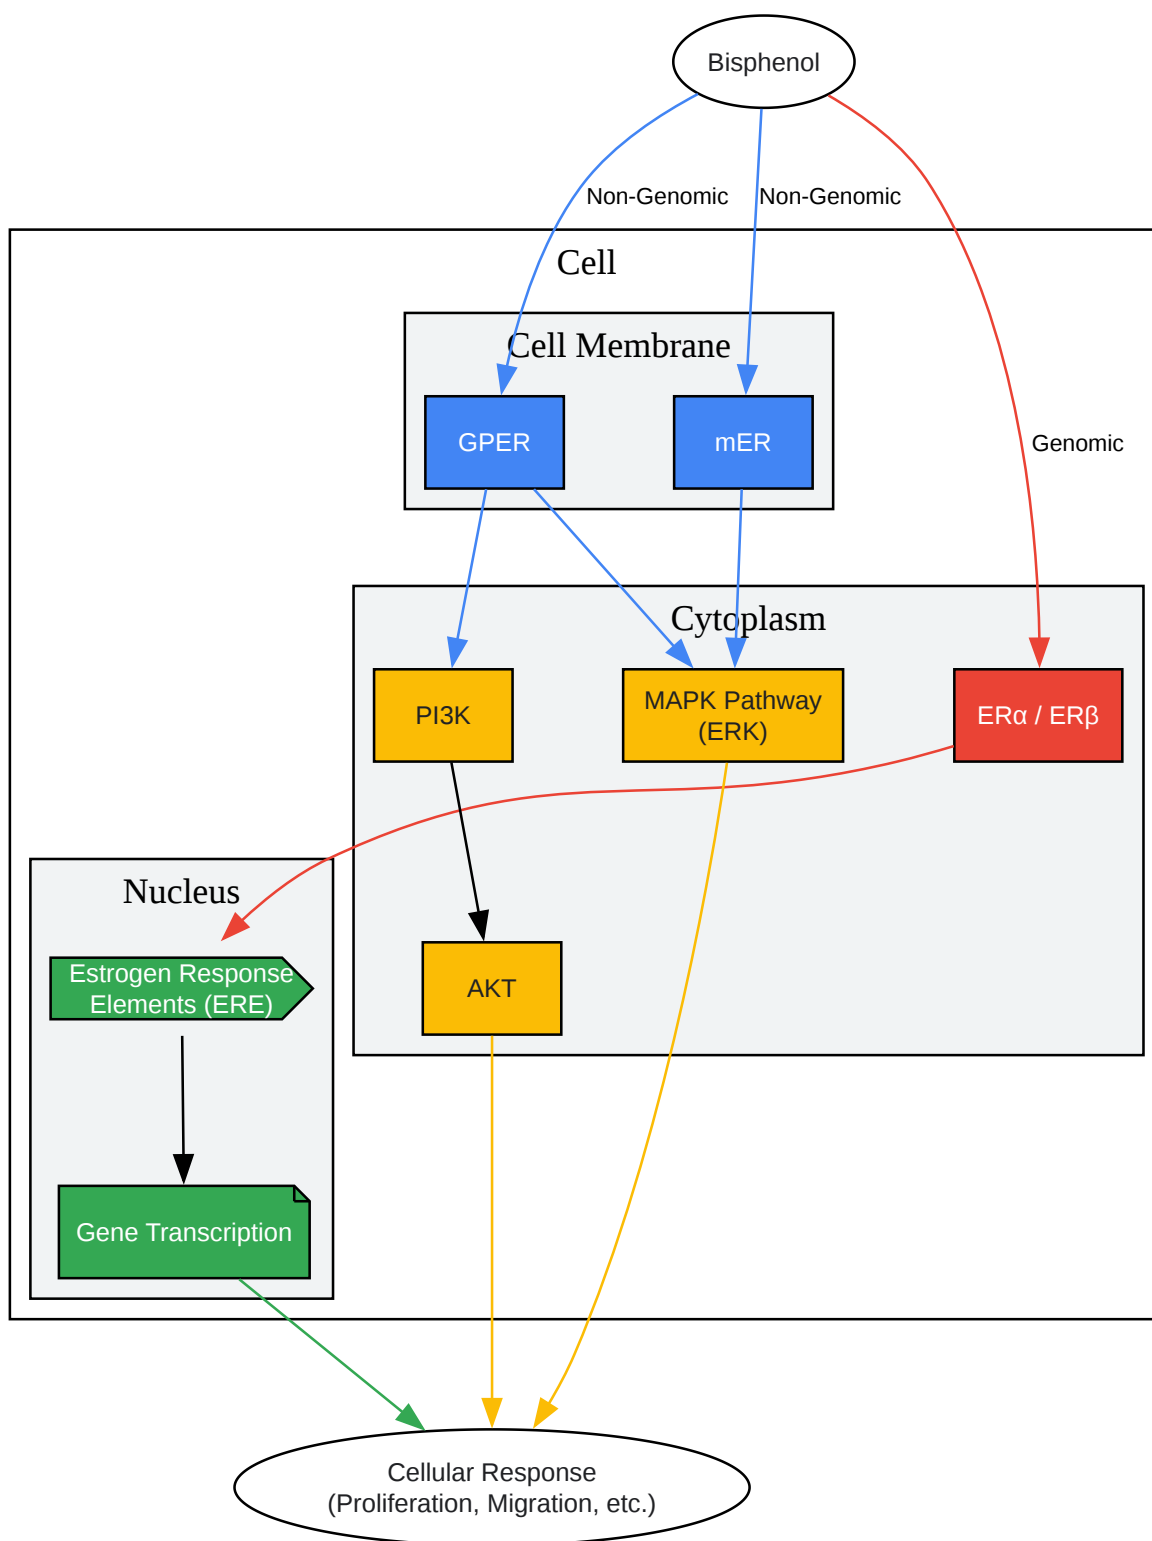 Bisphenol
Non-Genomic
Non-Genomic
Cell
Cell Membrane
GPER
mER
Genomic
Cytoplasm
PI3K
MAPK Pathway
(ERK)
ERα / ERβ
Nucleus
Estrogen Response
Elements (ERE)
AKT
Gene Transcription
Cellular Response
(Proliferation, Migration, etc.)